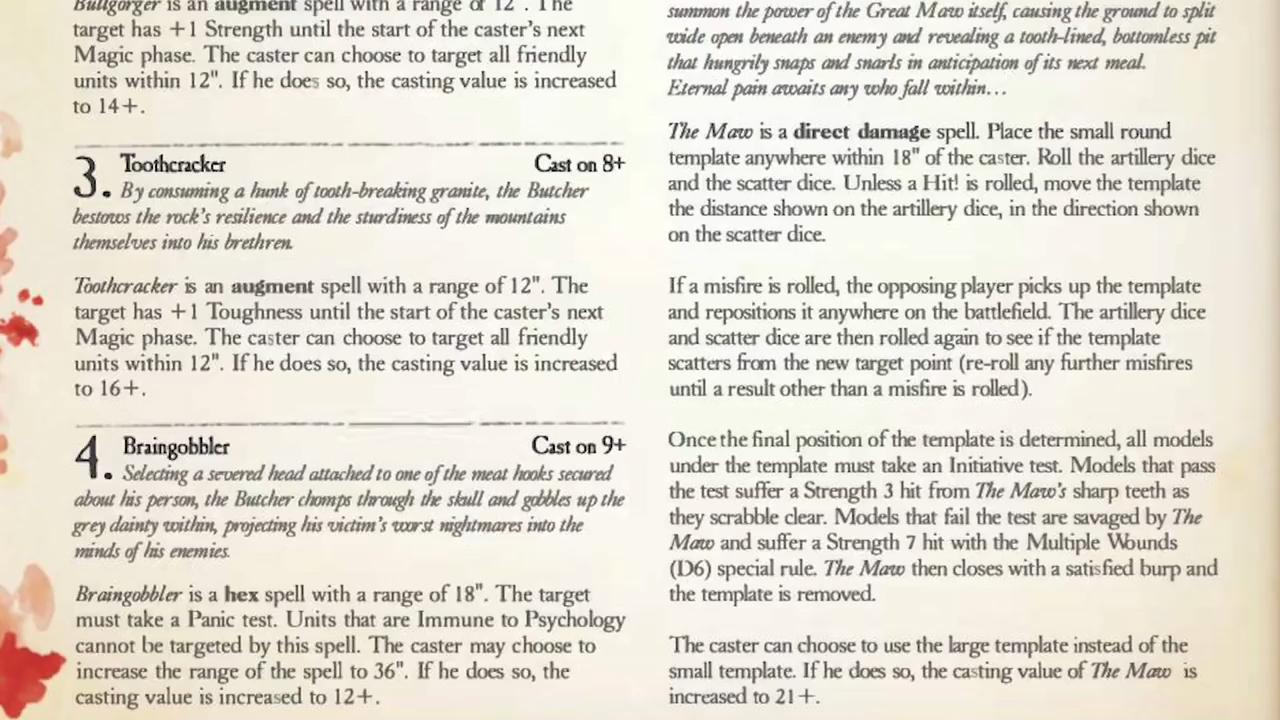 Bullgorger is an augment spell with a range of 12". The
target has +1 Strength until the start of the caster's next
Magic phase. The caster can choose to target all friendly
units within 12". If he does so, the casting value is increased
to 14+.
3. Toothcracker Cast on 8+
By consuming a hunk of tooth-breaking granite, the Butcher
bestows the rock's resilience and the sturdiness of the mountains
themselves into his brethren.
Toothcracker is an augment spell with a range of 12". The
target has +1 Toughness until the start of the caster's next
Magic phase. The caster can choose to target all friendly
units within 12". If he does so, the casting value is increased
to 16+.
4. Braingobbler Cast on 9+
Selecting a severed head attached to one of the meat hooks secured
about his person, the Butcher chomps through the skull and gobbles up the
grey dainty within, projecting his victim's worst nightmares into the
minds of his enemies.
Braingobbler is a hex spell with a range of 18". The target
must take a Panic test. Units that are Immune to Psychology
cannot be targeted by this spell. The caster may choose to
increase the range of the spell to 36". If he does so, the
casting value is increased to 12+.
summon the power of the Great Maw itself, causing the ground to split
wide open beneath an enemy and revealing a tooth-lined, bottomless pit
that hungrily snaps and snarls in anticipation of its next meal.
Eternal pain awaits any who fall within...
The Maw is a direct damage spell. Place the small round
template anywhere within 18" of the caster. Roll the artillery dice
and the scatter dice. Unless a Hit! is rolled, move the template
the distance shown on the artillery dice, in the direction shown
on the scatter dice.
If a misfire is rolled, the opposing player picks up the template
and repositions it anywhere on the battlefield. The artillery dice
and scatter dice are then rolled again to see if the template
scatters from the new target point (re-roll any further misfires
until a result other than a misfire is rolled).
Once the final position of the template is determined, all models
under the template must take an Initiative test. Models that pass
the test suffer a Strength 3 hit from The Maw's sharp teeth as
they scrabble clear. Models that fail the test are savaged by The
Maw and suffer a Strength 7 hit with the Multiple Wounds
(D6) special rule. The Maw then closes with a satisfied burp and
the template is removed.
The caster can choose to use the large template instead of the
small template. If he does so, the casting value of The Maw is
increased to 21+.